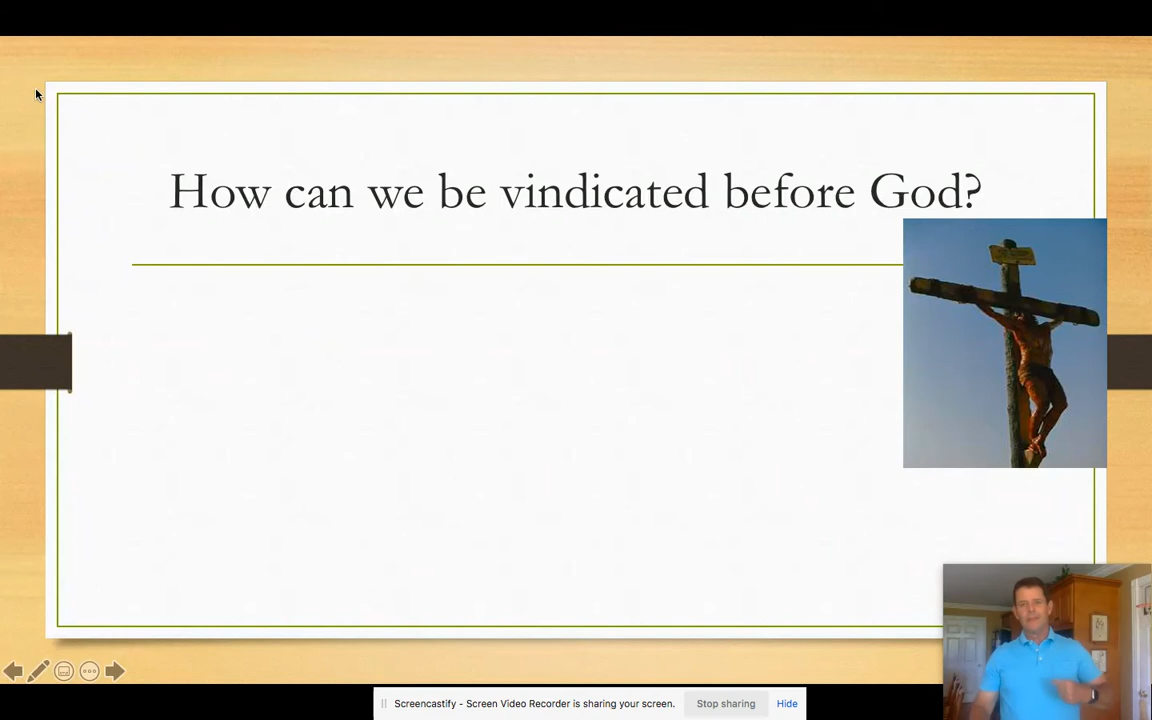 How can we be vindicated before God?
Screencastify - Screen Video Recorder is sharing your screen.
Stop sharing
Hide